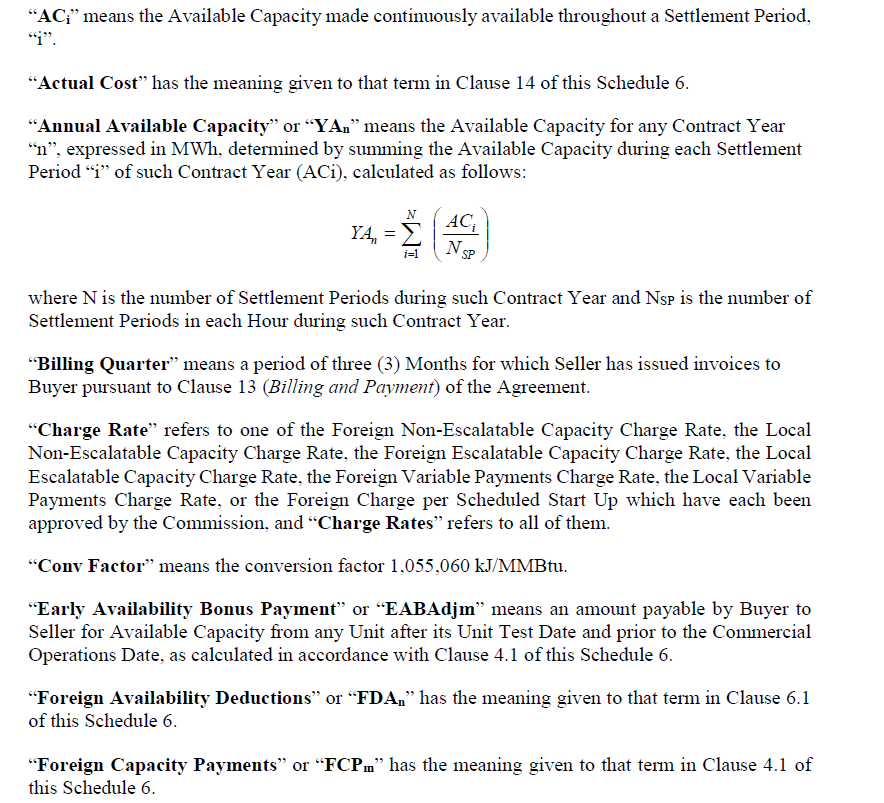 “ACi” means the Available Capacity made continuously available throughout a Settlement Period,
“i”.
“Actual Cost” has the meaning given to that term in Clause 14 of this Schedule 6.
“Annual Available Capacity” or “YAn” means the Available Capacity for any Contract Year
“n”, expressed in MWh, determined by summing the Available Capacity during each Settlement
Period “i” of such Contract Year (ACi), calculated as follows:
YAn = N ∑ i=1 (ACi / NSP)
where N is the number of Settlement Periods during such Contract Year and NSP is the number of
Settlement Periods in each Hour during such Contract Year.
“Billing Quarter” means a period of three (3) Months for which Seller has issued invoices to
Buyer pursuant to Clause 13 (Billing and Payment) of the Agreement.
“Charge Rate” refers to one of the Foreign Non-Escalatable Capacity Charge Rate, the Local
Non-Escalatable Capacity Charge Rate, the Foreign Escalatable Capacity Charge Rate, the Local
Escalatable Capacity Charge Rate, the Foreign Variable Payments Charge Rate, the Local Variable
Payments Charge Rate, or the Foreign Charge per Scheduled Start Up which have each been
approved by the Commission, and “Charge Rates” refers to all of them.
“Conv Factor” means the conversion factor 1,055,060 kJ/MMBtu.
“Early Availability Bonus Payment” or “EABAdjm” means an amount payable by Buyer to
Seller for Available Capacity from any Unit after its Unit Test Date and prior to the Commercial
Operations Date, as calculated in accordance with Clause 4.1 of this Schedule 6.
“Foreign Availability Deductions” or “FDAn” has the meaning given to that term in Clause 6.1
of this Schedule 6.
“Foreign Capacity Payments” or “FCPm” has the meaning given to that term in Clause 4.1 of
this Schedule 6.